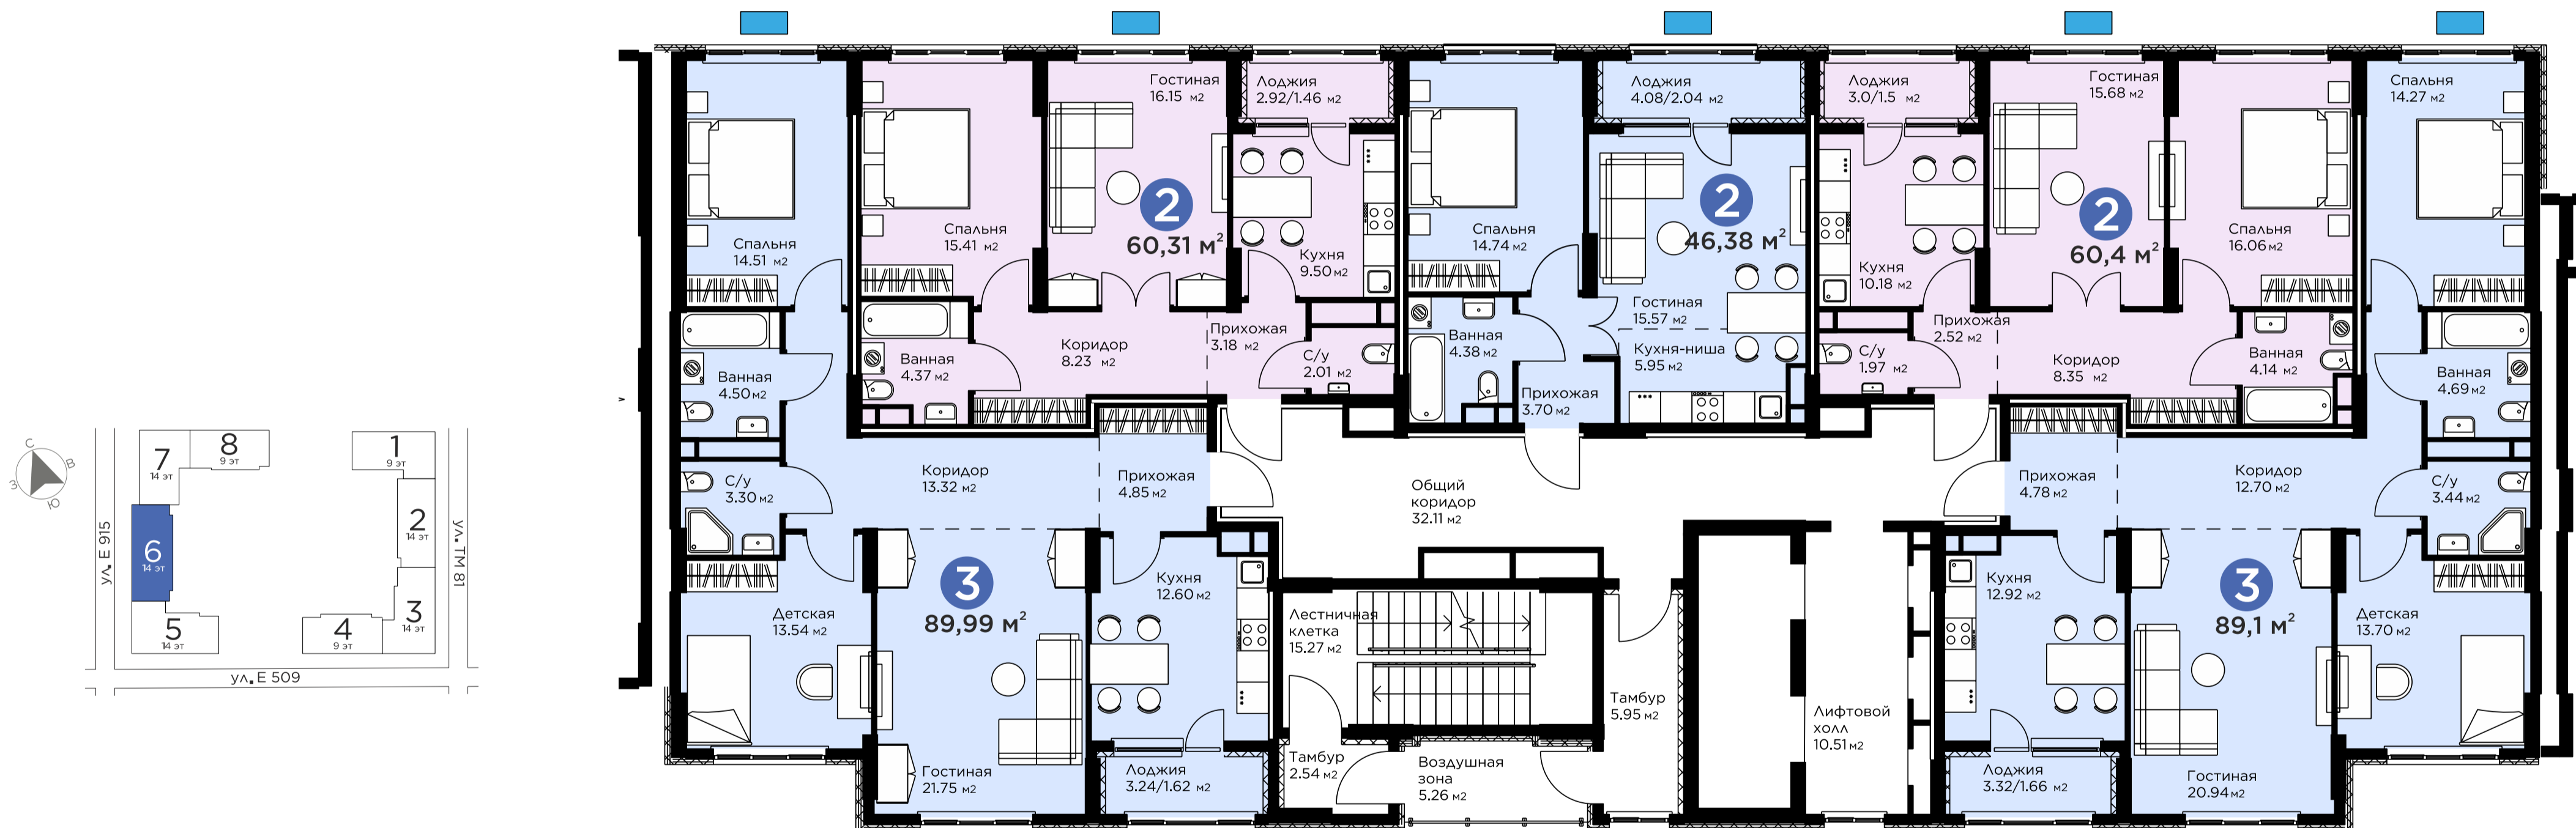 С
В
Ю
З
7
14 эт
8
9 эт
1
9 эт
2
14 эт
6
14 эт
3
14 эт
5
14 эт
4
9 эт
ул. Е 915
ул. ТМ 81
ул. Е 509
Спальня
14.51 м2
Ванная
4.50 м2
С/у
3.30 м2
Детская
13.54 м2
Коридор
13.32 м2
Прихожая
4.85 м2
3
89,99 м²
Гостиная
21.75 м2
Кухня
12.60 м2
Лоджия
3.24/1.62 м2
Спальня
15.41 м2
Гостиная
16.15 м2
2
60,31 м²
Лоджия
2.92/1.46 м2
Кухня
9.50 м2
Ванная
4.37 м2
Коридор
8.23 м2
Прихожая
3.18 м2
С/у
2.01 м2
Спальня
14.74 м2
Лоджия
4.08/2.04 м2
2
46,38 м²
Гостиная
15.57 м2
Кухня-ниша
5.95 м2
Ванная
4.38 м2
Прихожая
3.70 м2
Общий
коридор
32.11 м2
Лестничная
клетка
15.27 м2
Тамбур
2.54 м2
Воздушная
зона
5.26 м2
Тамбур
5.95 м2
Лифтовой
холл
10.51 м2
Лоджия
3.0/1.5 м2
Гостиная
15.68 м2
2
60,4 м²
Кухня
10.18 м2
Спальня
16.06 м2
Прихожая
2.52 м2
С/у
1.97 м2
Коридор
8.35 м2
Ванная
4.14 м2
Спальня
14.27 м2
Ванная
4.69 м2
Прихожая
4.78 м2
Коридор
12.70 м2
С/у
3.44 м2
Кухня
12.92 м2
3
89,1 м²
Детская
13.70 м2
Лоджия
3.32/1.66 м2
Гостиная
20.94 м2